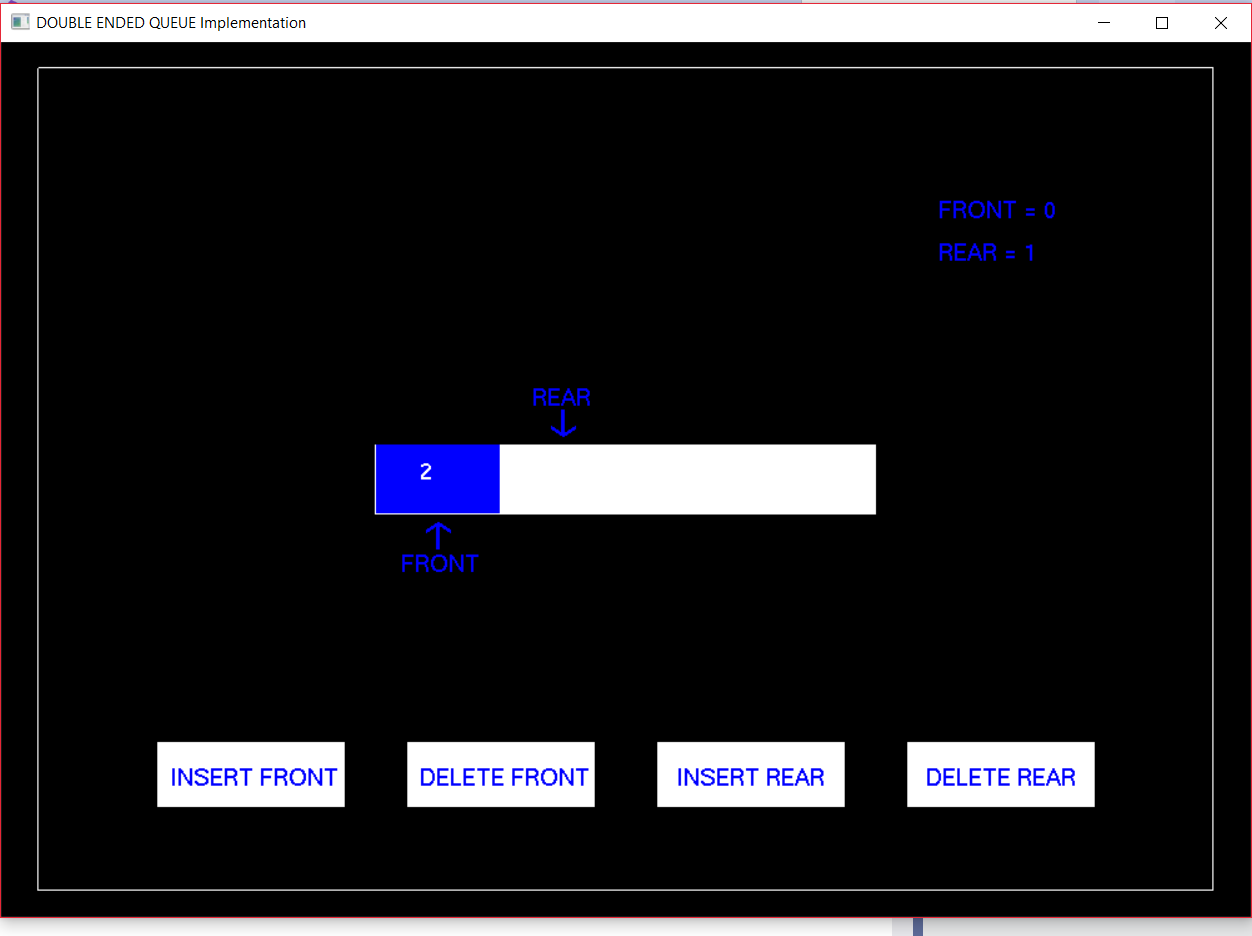 DOUBLE ENDED QUEUE Implementation
FRONT = 0
REAR = 1
REAR
2
FRONT
INSERT FRONT
DELETE FRONT
INSERT REAR
DELETE REAR